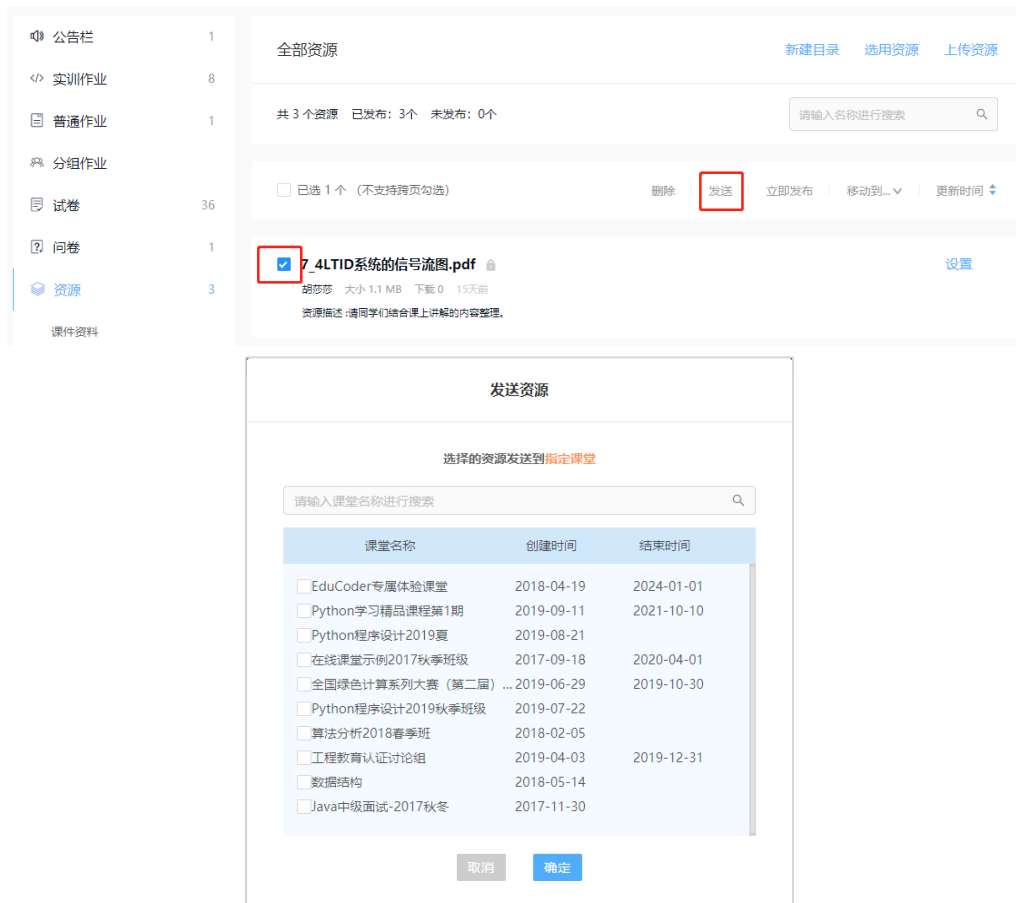 公告栏 1
实训作业 8
普通作业 1
分组作业
试卷 36
问卷 1
资源 3
课件资料
全部资源 新建目录 选用资源 上传资源
共 3 个资源 已发布：3个 未发布：0个 请输入名称进行搜索
已选 1 个 （不支持跨页勾选） 删除 发送 立即发布 移动到... 更新时间
7_4LTID系统的信号流图.pdf 设置
胡莎莎 大小 1.1 MB 下载 0 15天前
资源描述 :请同学们结合课上讲解的内容整理。
发送资源
选择的资源发送到指定课堂
请输入课堂名称进行搜索
课堂名称 创建时间 结束时间
EduCoder专属体验课堂 2018-04-19 2024-01-01
Python学习精品课程第1期 2019-09-11 2021-10-10
Python程序设计2019夏 2019-08-21
在线课堂示例2017秋季班级 2017-09-18 2020-04-01
全国绿色计算系列大赛（第二届）... 2019-06-29 2019-10-30
Python程序设计2019秋季班级 2019-07-22
算法分析2018春季班 2018-02-05
工程教育认证讨论组 2019-04-03 2019-12-31
数据结构 2018-05-14
Java中级面试-2017秋冬 2017-11-30
取消 确定